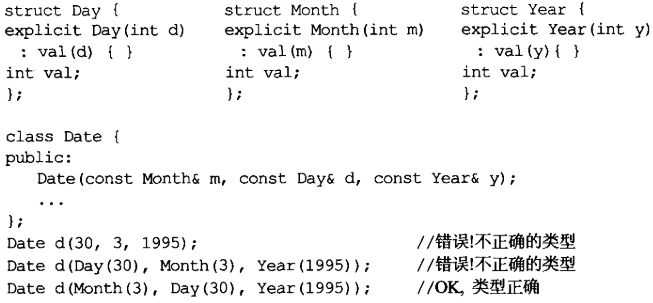 struct Day { struct Month { struct Year {
explicit Day(int d) explicit Month(int m) explicit Year(int y)
: val(d) { } : val(m) { } : val(y){ }
int val; int val; int val;
}; }; };
class Date {
public:
Date(const Month& m, const Day& d, const Year& y);
...
};
Date d(30, 3, 1995); //错误!不正确的类型
Date d(Day(30), Month(3), Year(1995)); //错误!不正确的类型
Date d(Month(3), Day(30), Year(1995)); //OK, 类型正确